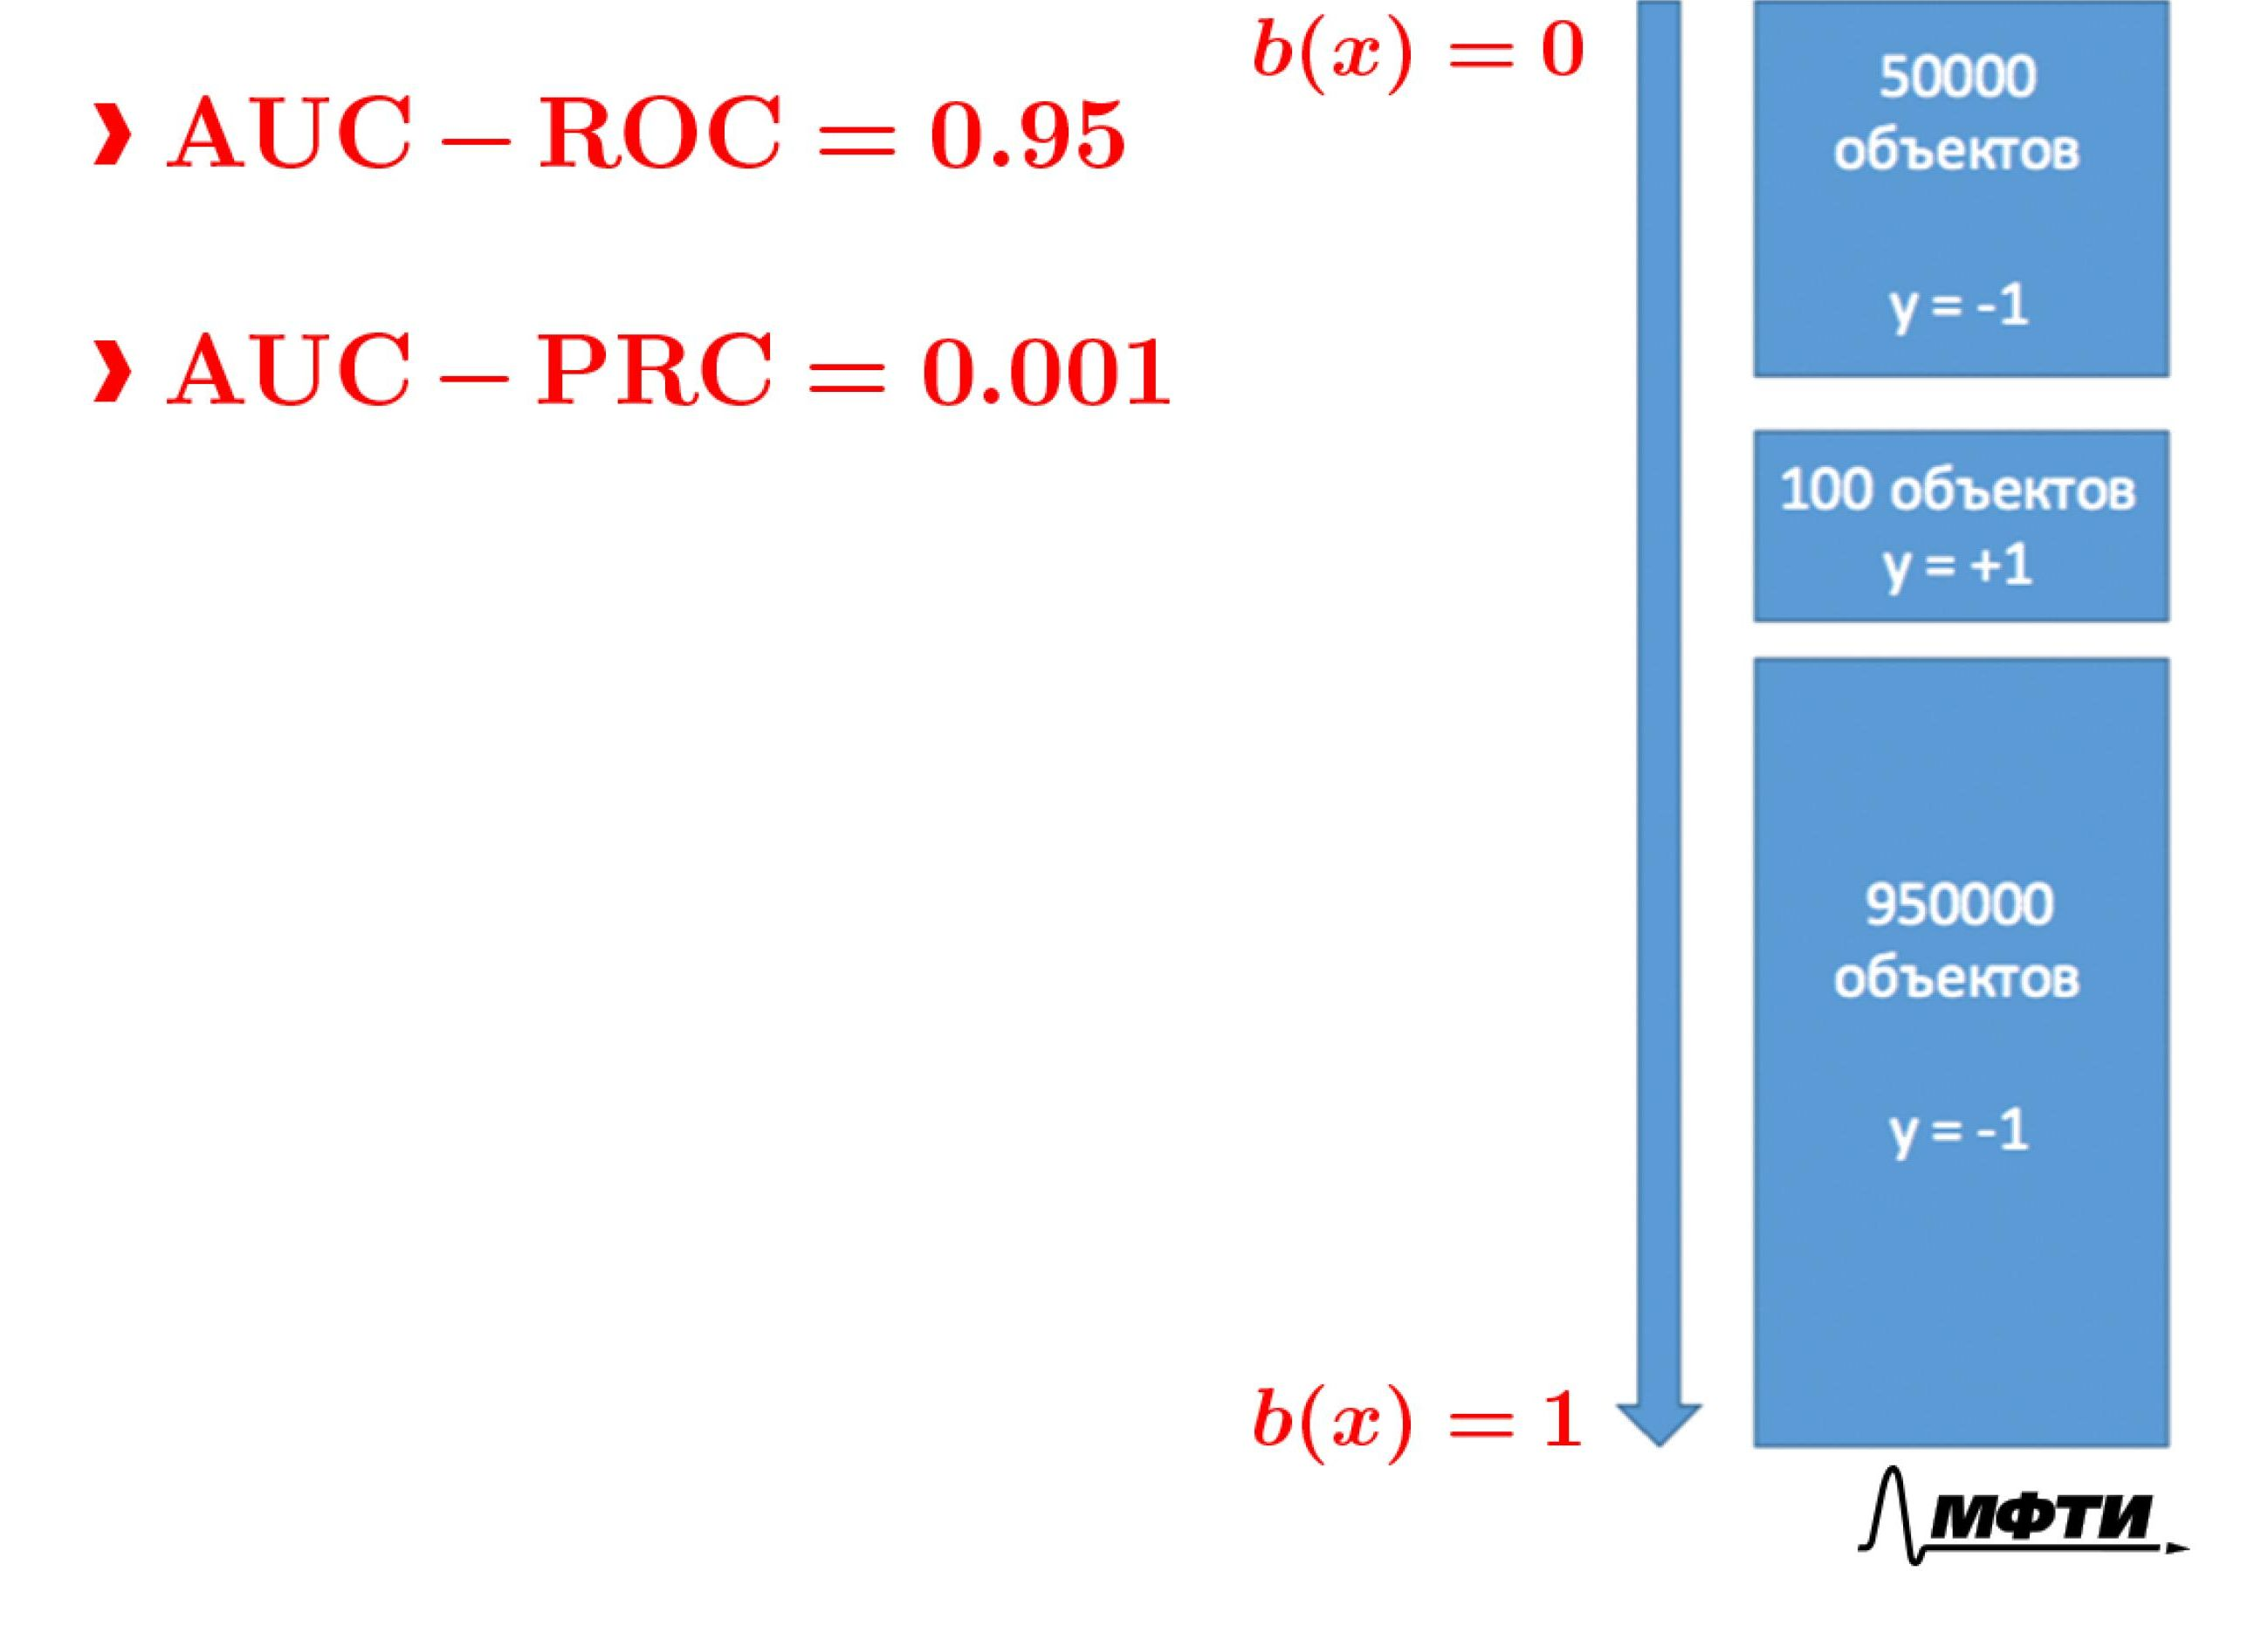 ❯ AUC – ROC = 0.95
❯ AUC – PRC = 0.001
b(x) = 0
b(x) = 1
50000
объектов
y = -1
100 объектов
y = +1
950000
объектов
y = -1
МФТИ